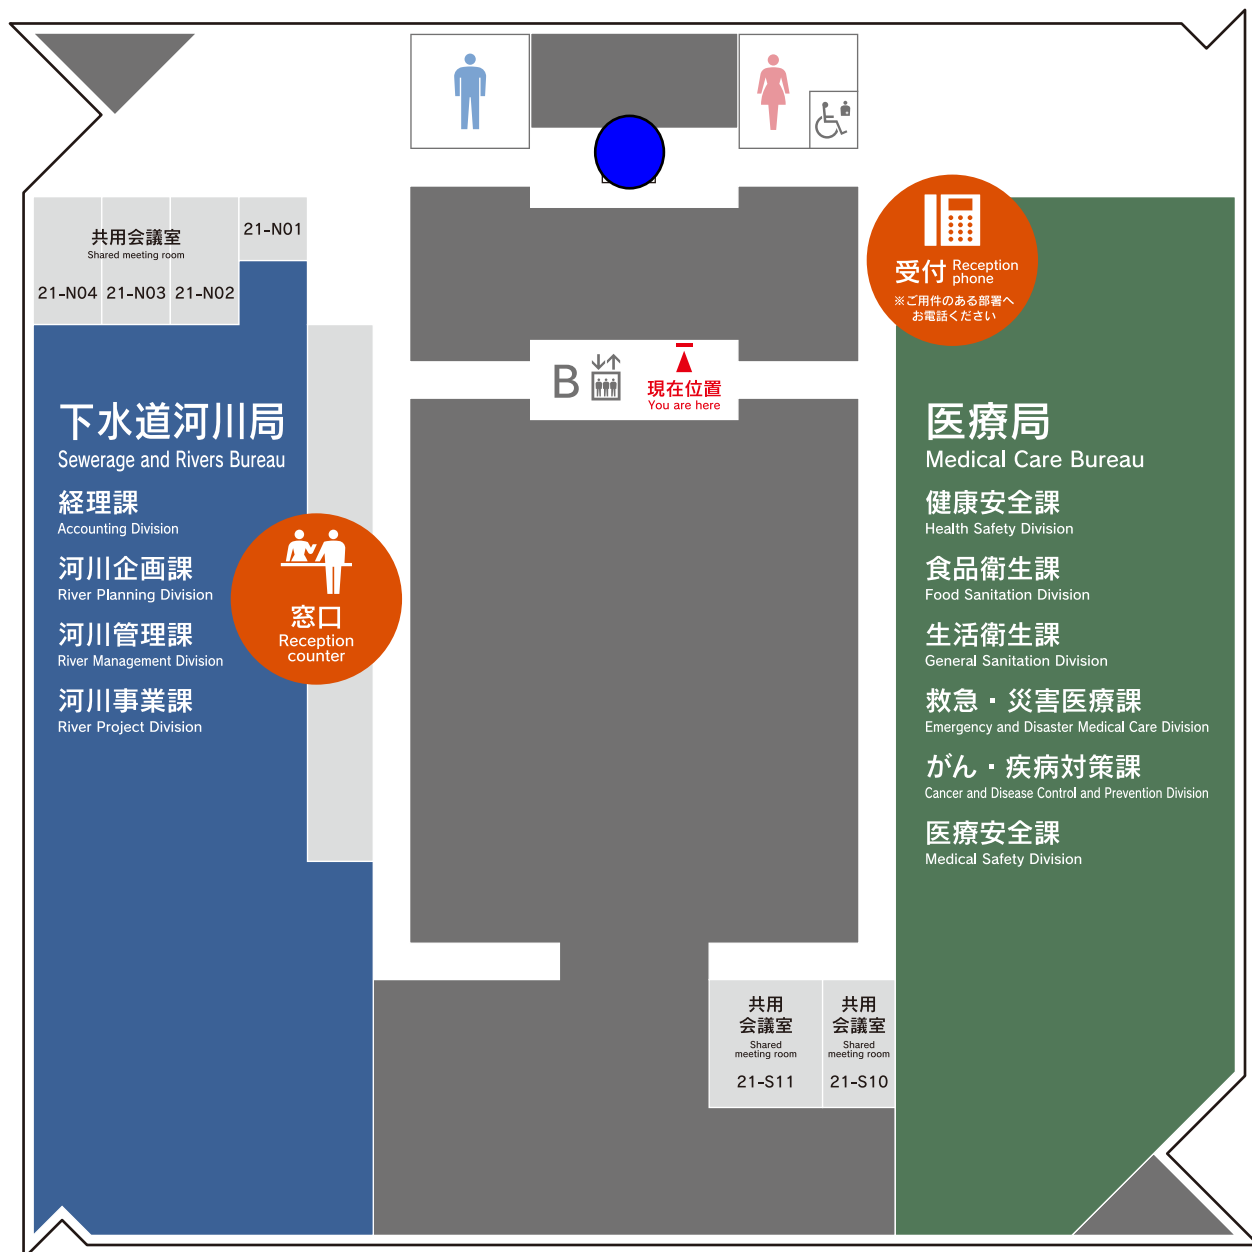 共用会議室
Shared meeting room
21-N01
21-N04
21-N03
21-N02
受付
Reception
phone
※ご用件のある部署へ
お電話ください
B
現在位置
You are here
下水道河川局
Sewerage and Rivers Bureau
経理課
Accounting Division
河川企画課
River Planning Division
河川管理課
River Management Division
河川事業課
River Project Division
窓口
Reception
counter
医療局
Medical Care Bureau
健康安全課
Health Safety Division
食品衛生課
Food Sanitation Division
生活衛生課
General Sanitation Division
救急・災害医療課
Emergency and Disaster Medical Care Division
がん・疾病対策課
Cancer and Disease Control and Prevention Division
医療安全課
Medical Safety Division
共用
会議室
Shared
meeting room
21-S11
共用
会議室
Shared
meeting room
21-S10